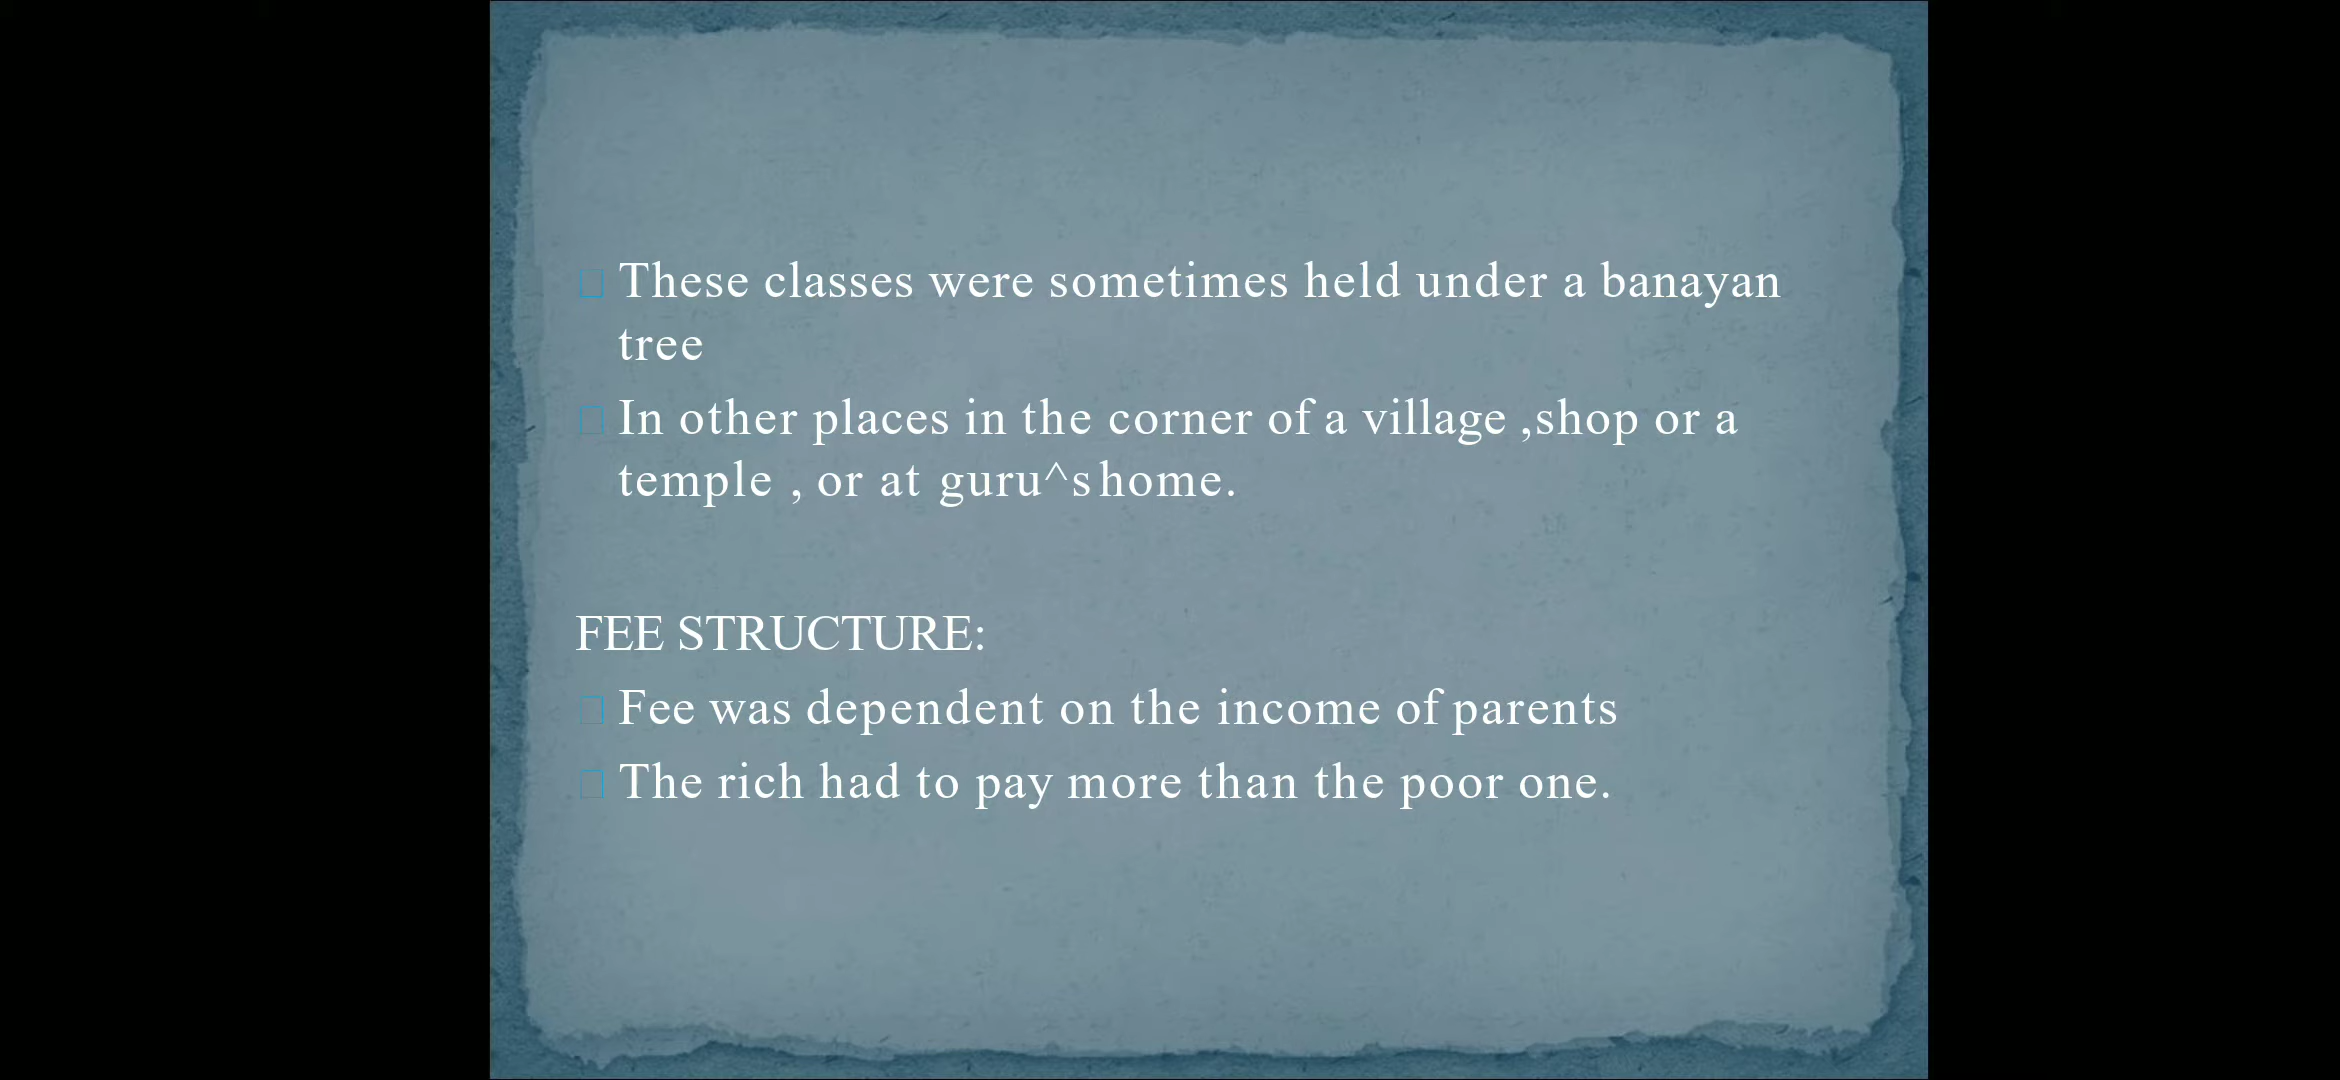 These classes were sometimes held under a banayan
tree
In other places in the corner of a village ,shop or a
temple , or at guru^s home.
FEE STRUCTURE:
Fee was dependent on the income of parents
The rich had to pay more than the poor one.